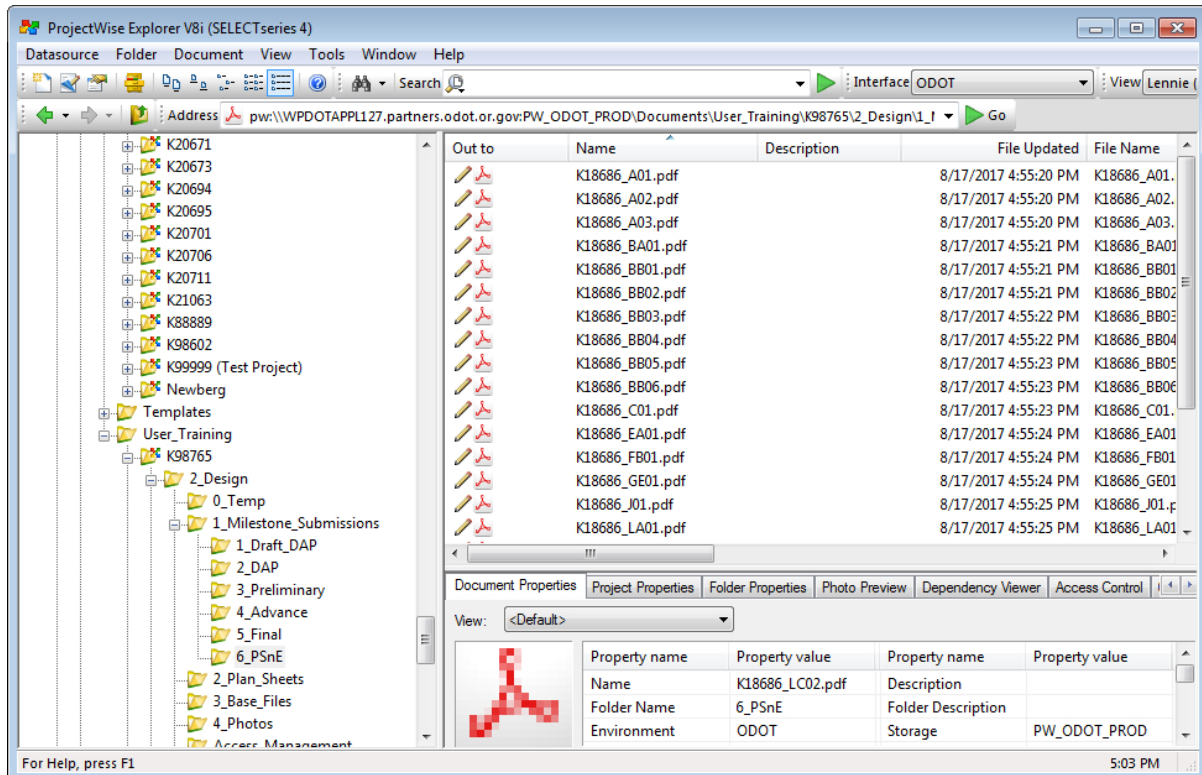 ProjectWise Explorer V8i (SELECTseries 4)
Datasource Folder Document View Tools Window Help
Search Interface ODOT View Lennie (
Address pw:\\WPDOTAPPL127.partners.odot.or.gov:PW_ODOT_PROD\Documents\User_Training\K98765\2_Design\1_M Go
K20671
K20673
K20694
K20695
K20701
K20706
K20711
K21063
K88889
K98602
K99999 (Test Project)
Newberg
Templates
User_Training
K98765
2_Design
0_Temp
1_Milestone_Submissions
1_Draft_DAP
2_DAP
3_Preliminary
4_Advance
5_Final
6_PSnE
2_Plan_Sheets
3_Base_Files
4_Photos
Access_Management
Out to Name Description File Updated File Name
K18686_A01.pdf 8/17/2017 4:55:20 PM K18686_A01.
K18686_A02.pdf 8/17/2017 4:55:20 PM K18686_A02.
K18686_A03.pdf 8/17/2017 4:55:20 PM K18686_A03.
K18686_BA01.pdf 8/17/2017 4:55:21 PM K18686_BA01
K18686_BB01.pdf 8/17/2017 4:55:21 PM K18686_BB01
K18686_BB02.pdf 8/17/2017 4:55:21 PM K18686_BB02
K18686_BB03.pdf 8/17/2017 4:55:22 PM K18686_BB03
K18686_BB04.pdf 8/17/2017 4:55:22 PM K18686_BB04
K18686_BB05.pdf 8/17/2017 4:55:23 PM K18686_BB05
K18686_BB06.pdf 8/17/2017 4:55:23 PM K18686_BB06
K18686_C01.pdf 8/17/2017 4:55:23 PM K18686_C01.
K18686_EA01.pdf 8/17/2017 4:55:24 PM K18686_EA01
K18686_FB01.pdf 8/17/2017 4:55:24 PM K18686_FB01
K18686_GE01.pdf 8/17/2017 4:55:24 PM K18686_GE01
K18686_J01.pdf 8/17/2017 4:55:25 PM K18686_J01.p
K18686_LA01.pdf 8/17/2017 4:55:25 PM K18686_LA01
Document Properties Project Properties Folder Properties Photo Preview Dependency Viewer Access Control
View: <Default>
Property name Property value Property name Property value
Name K18686_LC02.pdf Description
Folder Name 6_PSnE Folder Description
Environment ODOT Storage PW_ODOT_PROD
For Help, press F1 5:03 PM